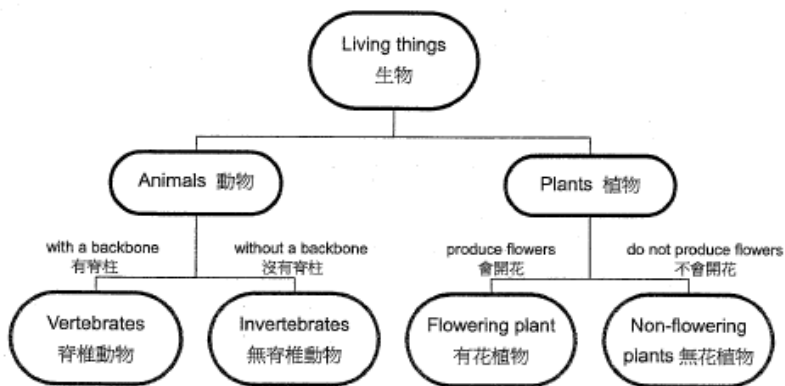 Living things
生物
Animals 動物
Plants 植物
with a backbone
有脊柱
without a backbone
沒有脊柱
produce flowers
會開花
do not produce flowers
不會開花
Vertebrates
脊椎動物
Invertebrates
無脊椎動物
Flowering plant
有花植物
Non-flowering
plants 無花植物